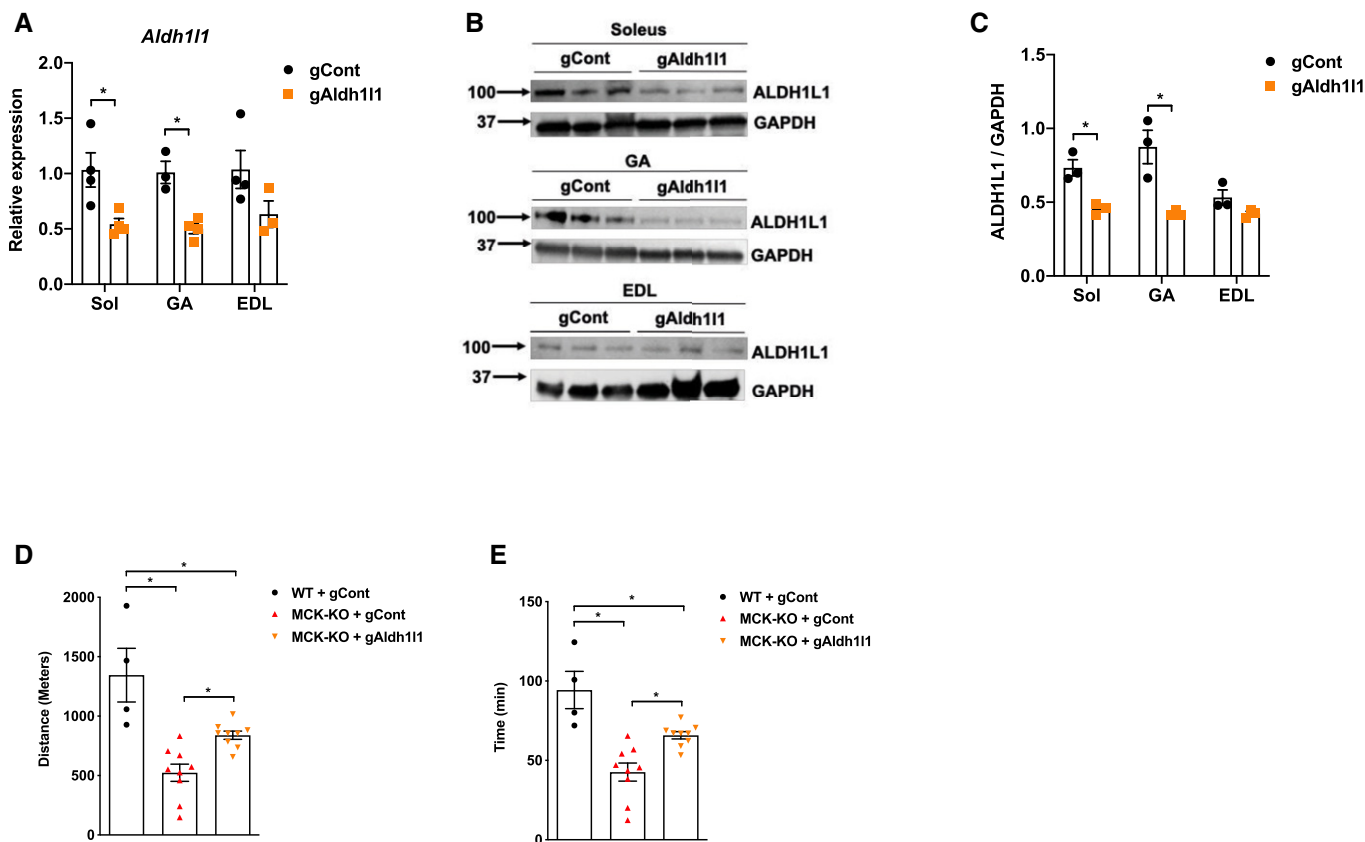 A
Aldh1l1
Relative expression
2.0
1.5
1.0
0.5
0.0
*
*
Sol
GA
EDL
gCont
gAldh1l1
B
Soleus
gCont
gAldh1l1
100
ALDH1L1
37
GAPDH
GA
gCont
gAldh1l1
100
ALDH1L1
37
GAPDH
EDL
gCont
gAldh1l1
100
ALDH1L1
37
GAPDH
C
ALDH1L1 / GAPDH
1.5
1.0
0.5
0.0
*
*
Sol
GA
EDL
gCont
gAldh1l1
D
Distance (Meters)
2000
1500
1000
500
0
*
*
*
WT + gCont
MCK-KO + gCont
MCK-KO + gAldh1l1
E
Time (min)
150
100
50
0
*
*
*
WT + gCont
MCK-KO + gCont
MCK-KO + gAldh1l1